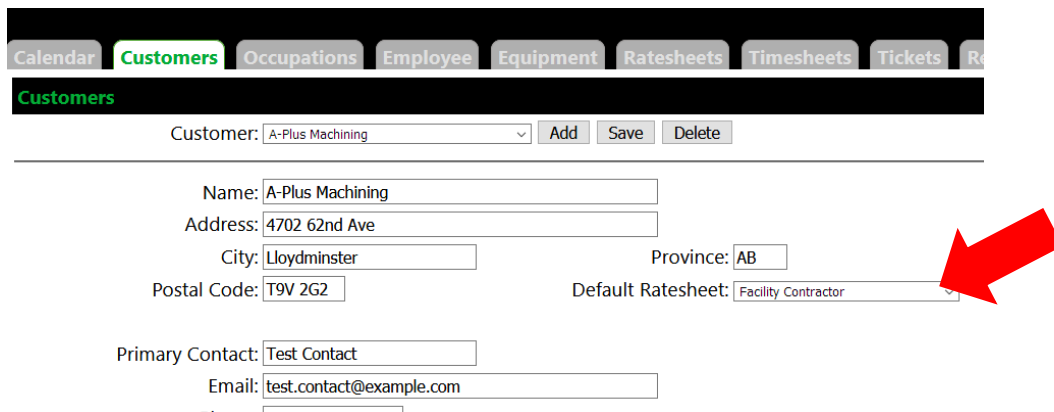 Calendar Customers Occupations Employee Equipment Ratesheets Timesheets Tickets
Customers
Customer: A-Plus Machining Add Save Delete
Name: A-Plus Machining
Address: 4702 62nd Ave
City: Lloydminster Province: AB
Postal Code: T9V 2G2 Default Ratesheet: Facility Contractor
Primary Contact: Test Contact
Email: test.contact@example.com